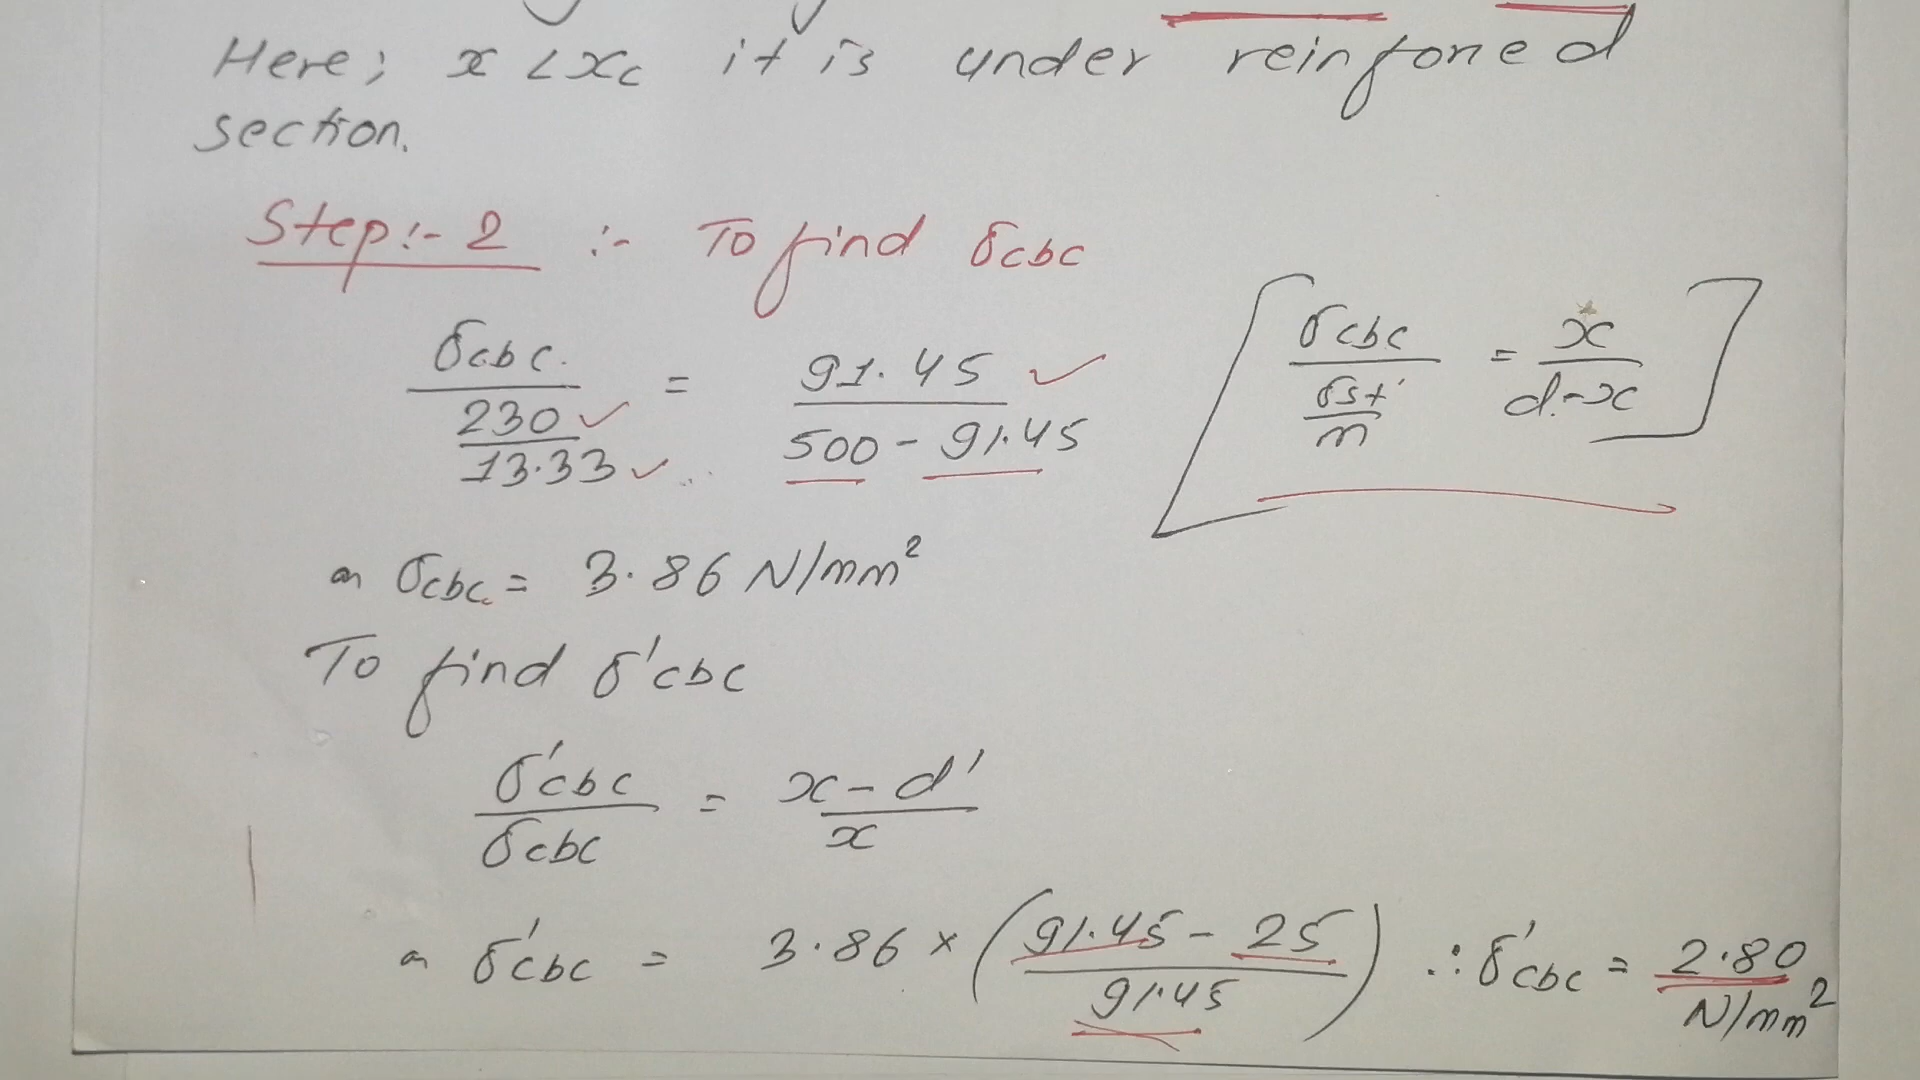 Here; x < xc it is under reinforced
section.
Step:- 2 :- To find σcbc
σcbc. / (230 / 13.33) = 91.45 / (500 - 91.45)
[σcbc / (σst / m) = x / (d - x)]
or σcbc = 3.86 N/mm²
To find σ'cbc
σ'cbc / σcbc = (x - d') / x
or σ'cbc = 3.86 × ((91.45 - 25) / 91.45) ∴ σ'cbc = 2.80 N/mm²